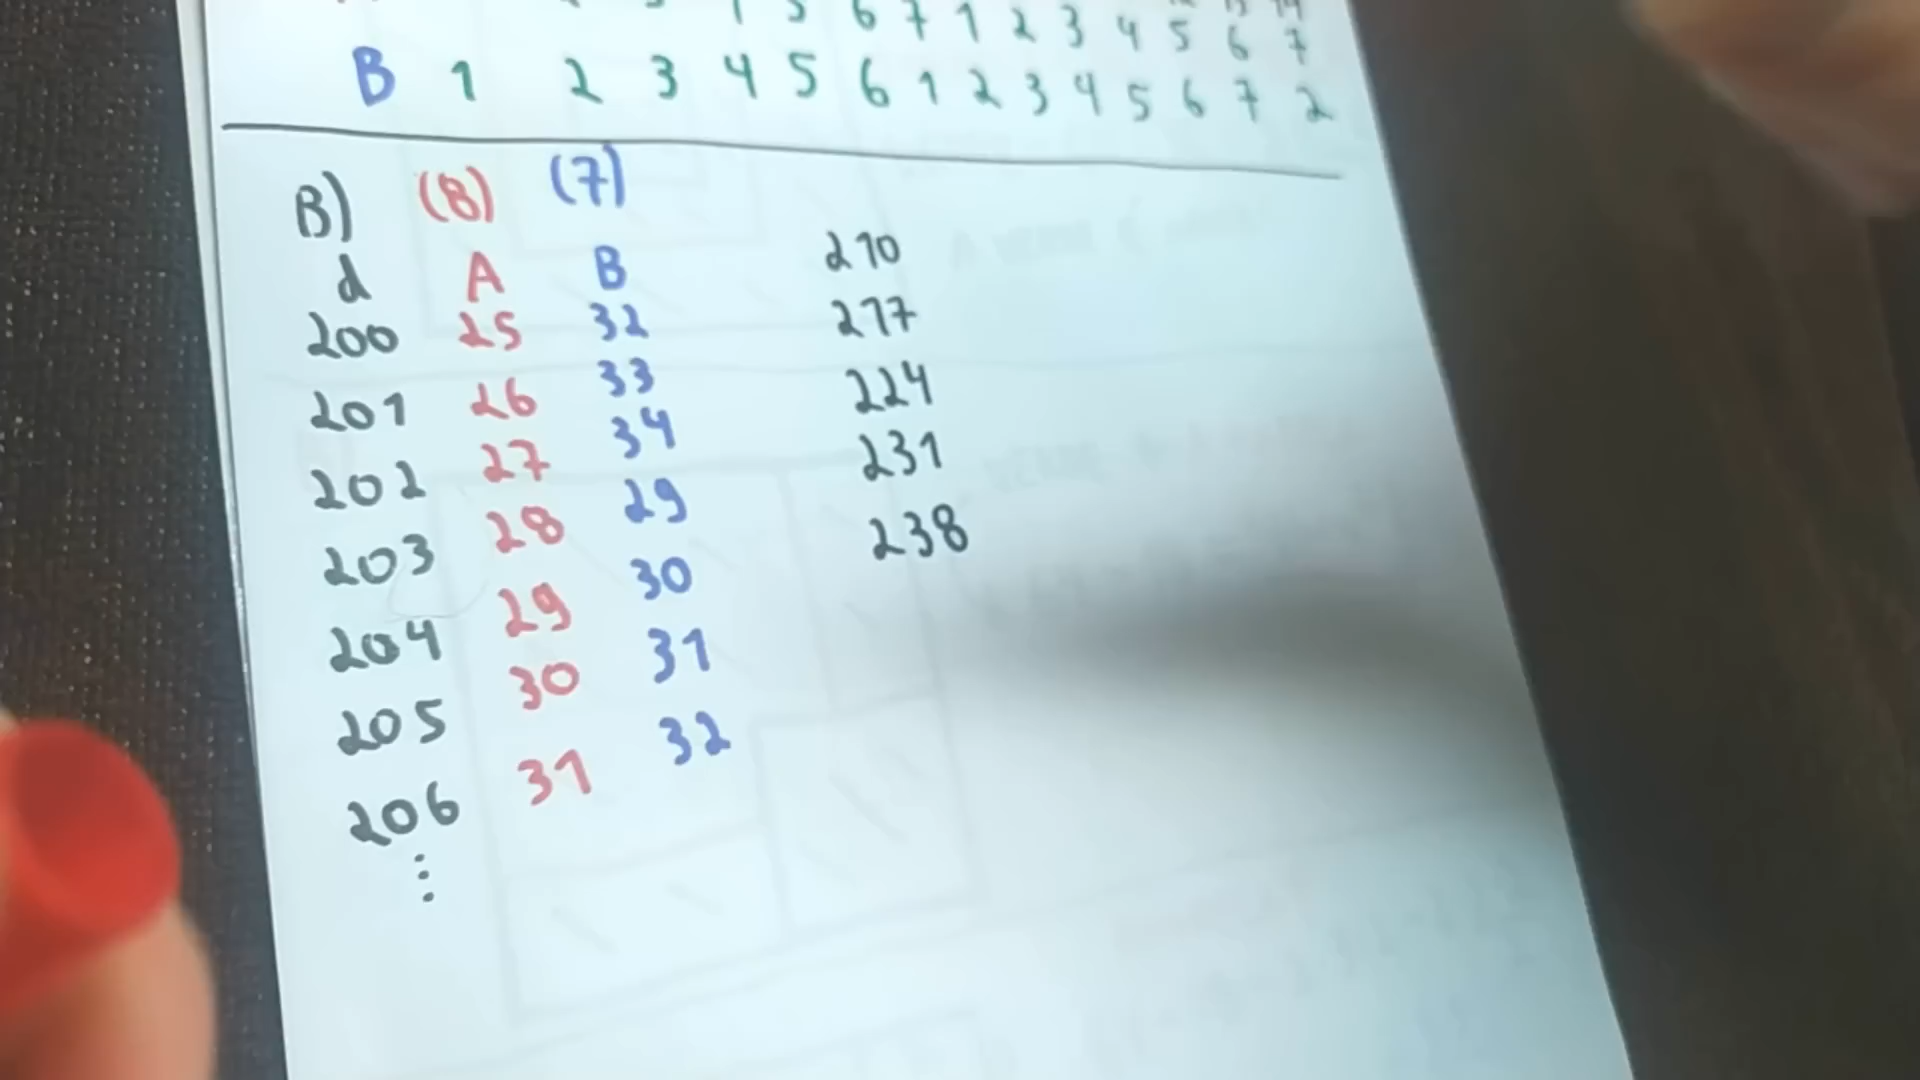 5 6 7 1 2 3 4 5 6 7
B 1 2 3 4 5 6 1 2 3 4 5 6 7 2
B) (8) (7)
d A B
200 25 32
201 26 33
202 27 34
203 28 29
204 29 30
205 30 31
206 31 32
⋮
210
217
224
231
238